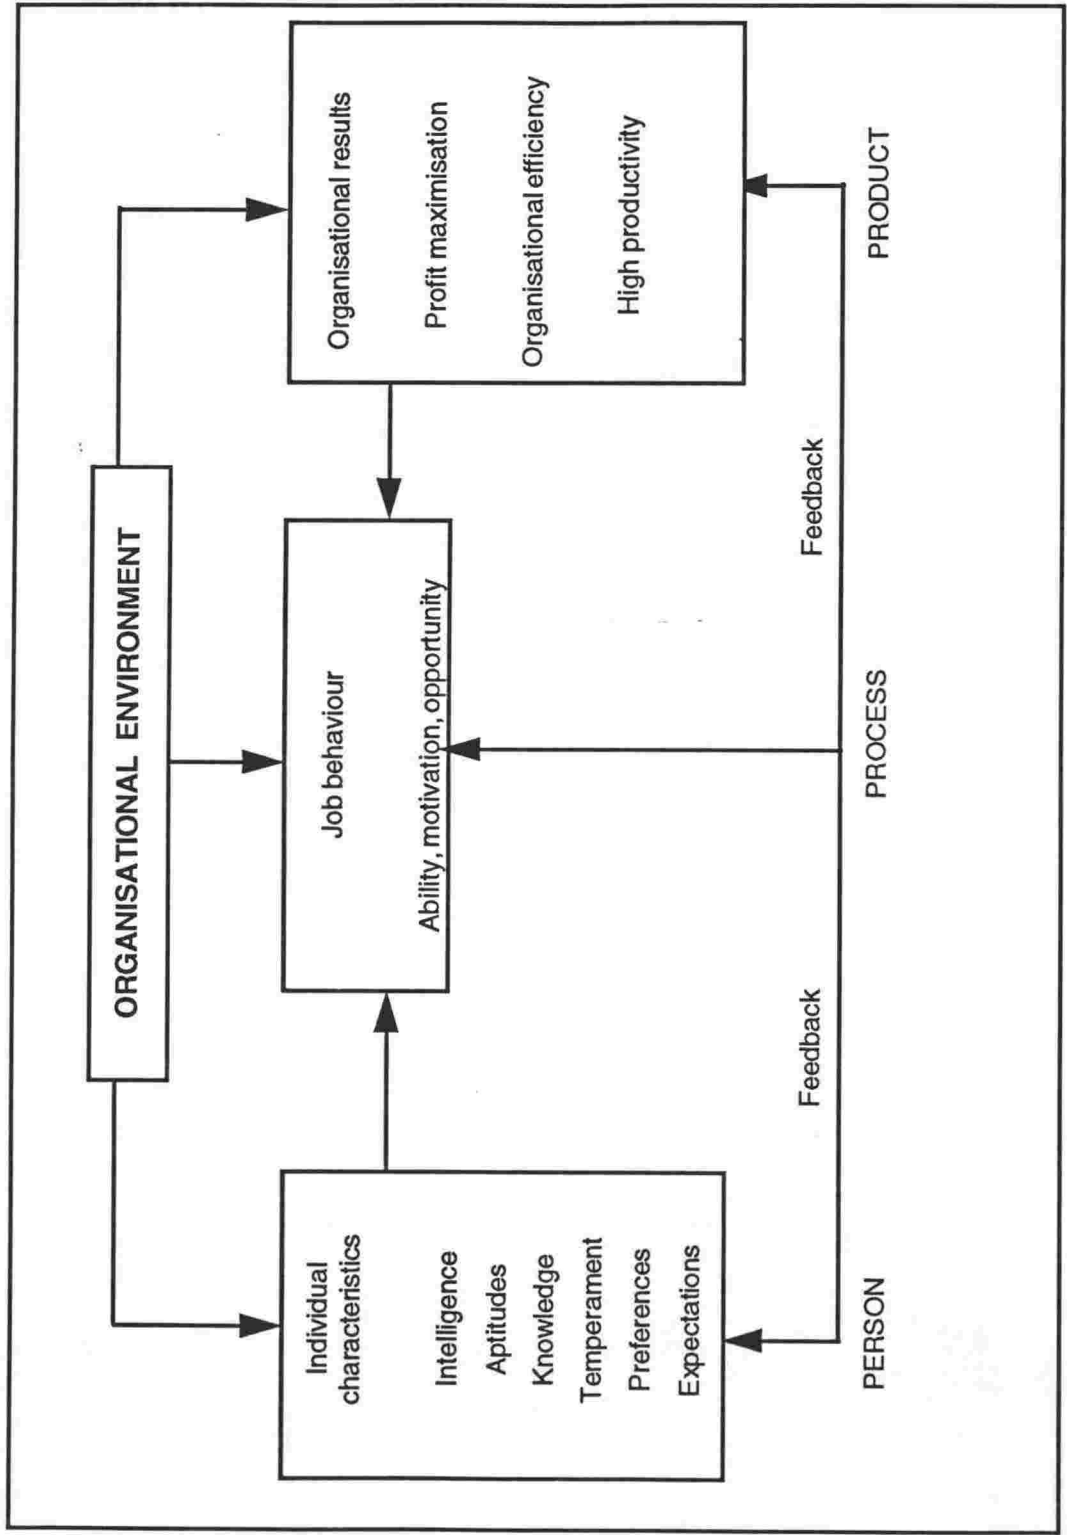 ORGANISATIONAL ENVIRONMENT
Individual
characteristics
Intelligence
Aptitudes
Knowledge
Temperament
Preferences
Expectations
Job behaviour
Ability, motivation, opportunity
Organisational results
Profit maximisation
Organisational efficiency
High productivity
Feedback
Feedback
PERSON
PROCESS
PRODUCT